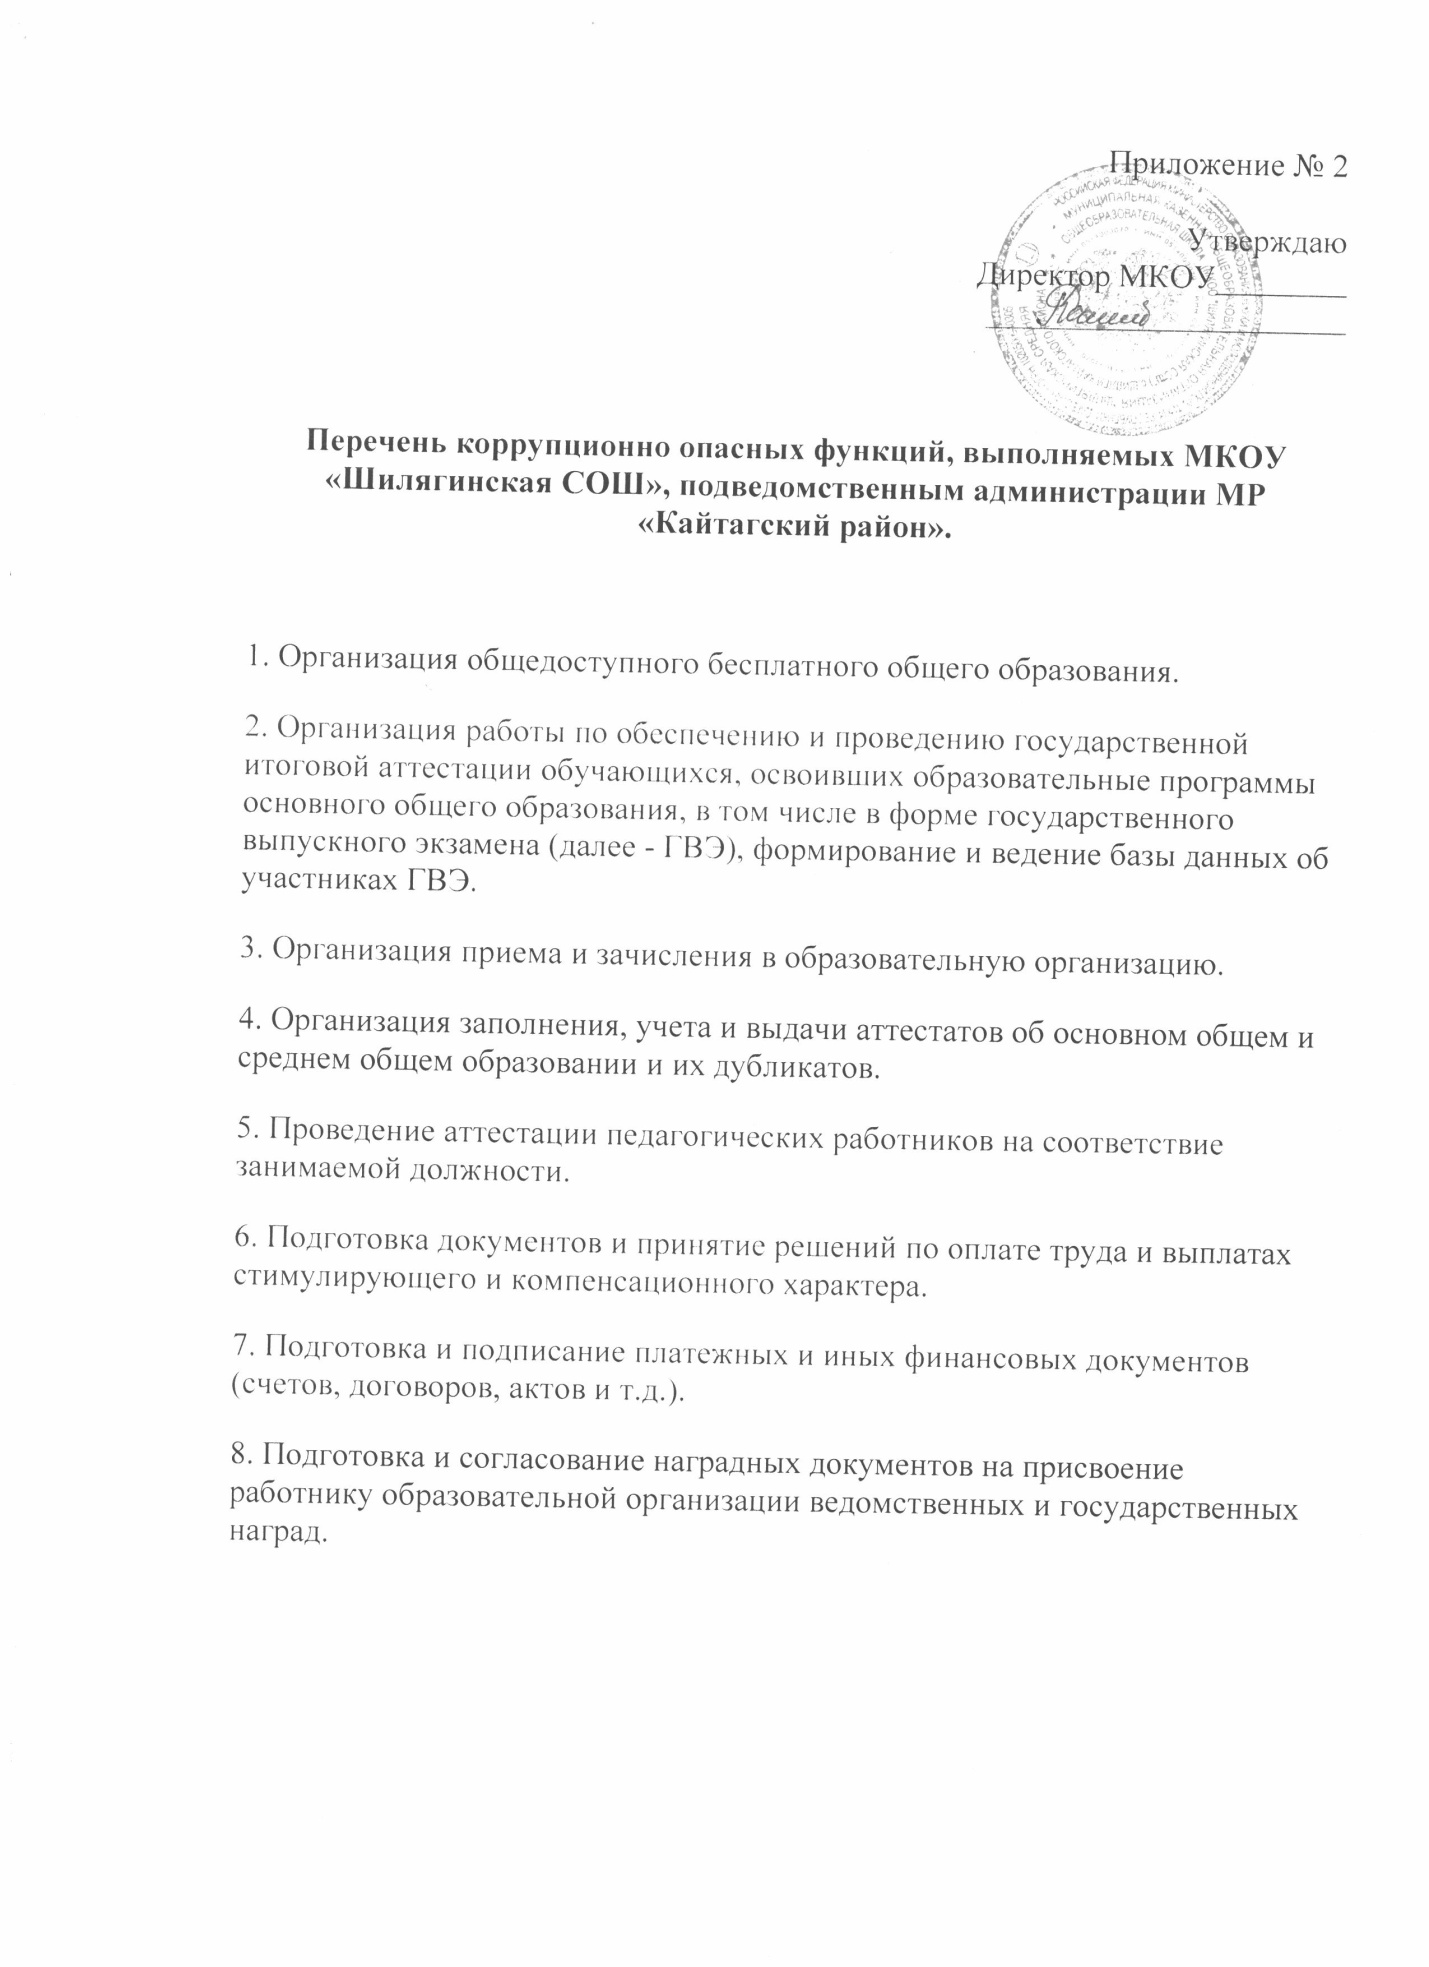 Приложение № 2
Утверждаю
Директор МКОУ________
Перечень коррупционно опасных функций, выполняемых МКОУ
«Шилягинская СОШ», подведомственным администрации МР
«Кайтагский район».
1. Организация общедоступного бесплатного общего образования.
2. Организация работы по обеспечению и проведению государственной
итоговой аттестации обучающихся, освоивших образовательные программы
основного общего образования, в том числе в форме государственного
выпускного экзамена (далее - ГВЭ), формирование и ведение базы данных об
участниках ГВЭ.
3. Организация приема и зачисления в образовательную организацию.
4. Организация заполнения, учета и выдачи аттестатов об основном общем и
среднем общем образовании и их дубликатов.
5. Проведение аттестации педагогических работников на соответствие
занимаемой должности.
6. Подготовка документов и принятие решений по оплате труда и выплатах
стимулирующего и компенсационного характера.
7. Подготовка и подписание платежных и иных финансовых документов
(счетов, договоров, актов и т.д.).
8. Подготовка и согласование наградных документов на присвоение
работнику образовательной организации ведомственных и государственных
наград.